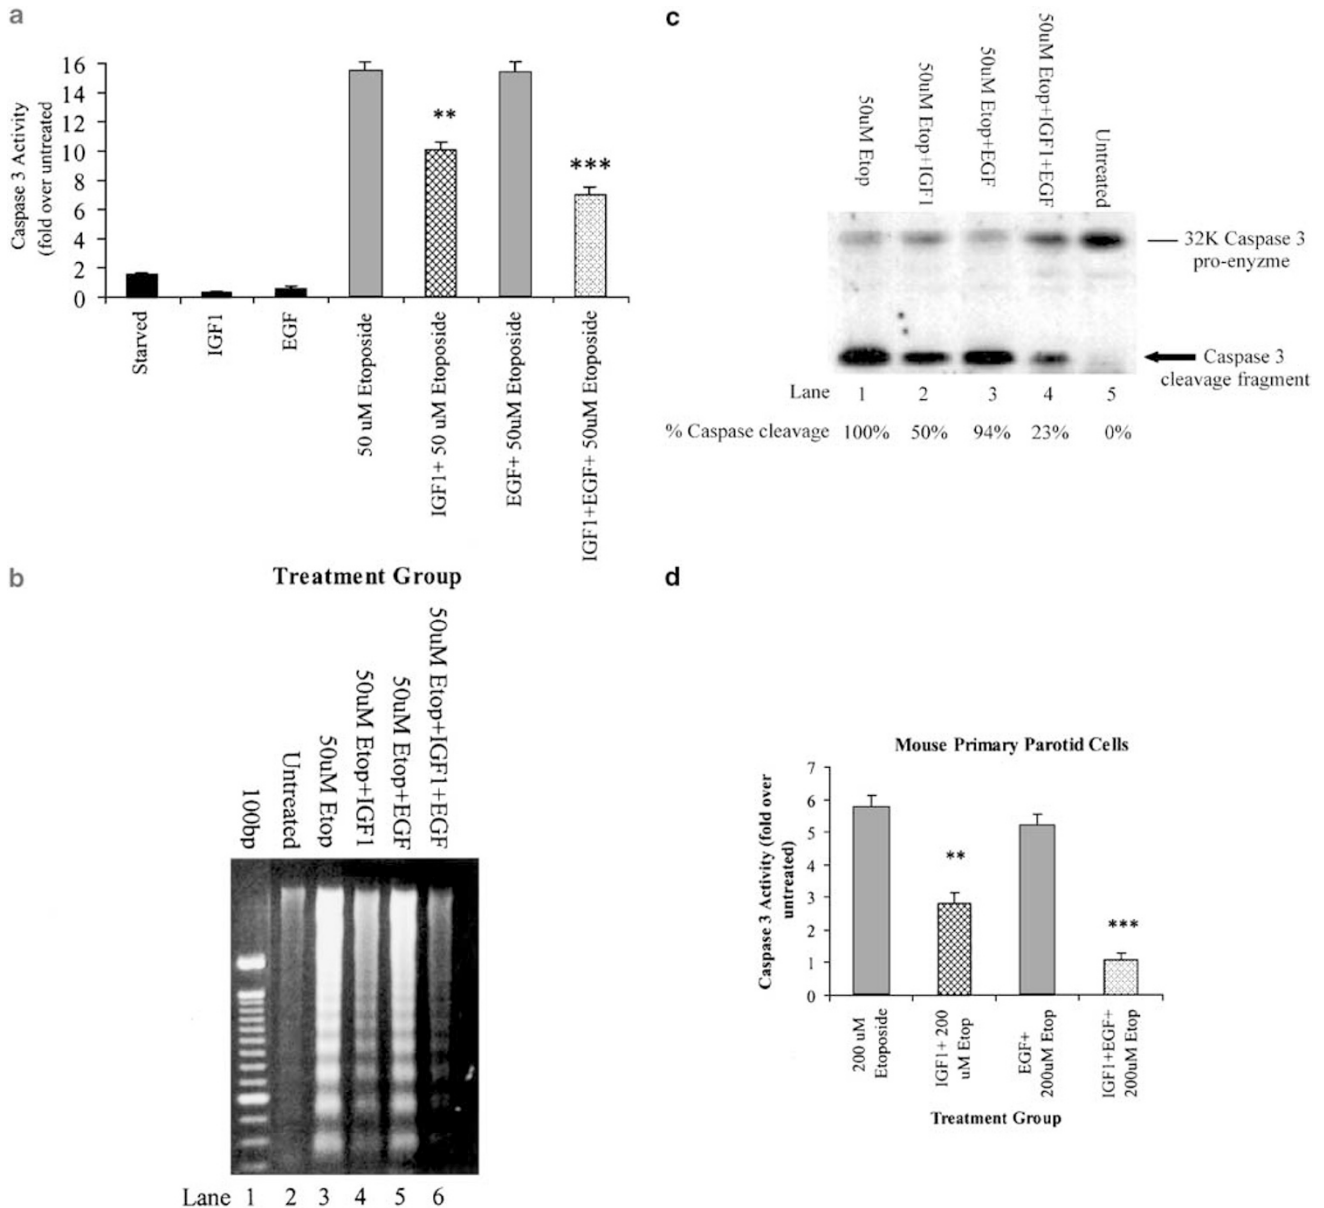 a
16
14
12
10
8
6
4
2
0
Caspase 3 Activity
(fold over untreated
**
***
Starved
IGF1
EGF
50 uM Etoposide
IGF1+ 50 uM Etoposide
EGF+ 50uM Etoposide
IGF1+EGF+ 50uM Etoposide
Treatment Group
b
100bp
Untreated
50uM Etop
50uM Etop+IGF1
50uM Etop+EGF
50uM Etop+IGF1+EGF
Lane 1 2 3 4 5 6
c
50uM Etop
50uM Etop+IGF1
50uM Etop+EGF
50uM Etop+IGF1+EGF
Untreated
32K Caspase 3
pro-enyzme
Caspase 3
cleavage fragment
Lane 1 2 3 4 5
% Caspase cleavage 100% 50% 94% 23% 0%
d
Mouse Primary Parotid Cells
7
6
5
4
3
2
1
0
Caspase 3 Activity (fold over
untreated)
**
***
200 uM
Etoposide
IGF1+ 200
uM Etop
EGF+
200uM Etop
IGF1+EGF+
200uM Etop
Treatment Group